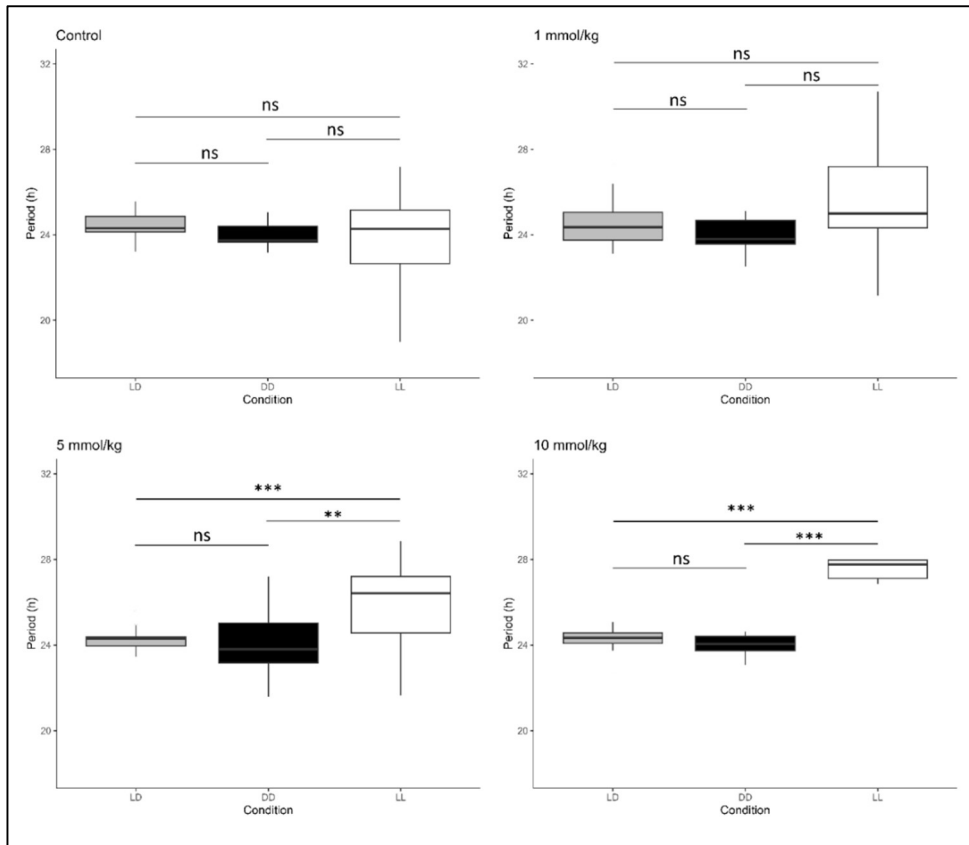 Control
32
28
24
20
Period (h)
ns
ns
ns
LD DD LL
Condition
1 mmol/kg
32
28
24
20
Period (h)
ns
ns
ns
LD DD LL
Condition
5 mmol/kg
32
28
24
20
Period (h)
***
**
ns
LD DD LL
Condition
10 mmol/kg
32
28
24
20
Period (h)
***
***
ns
LD DD LL
Condition